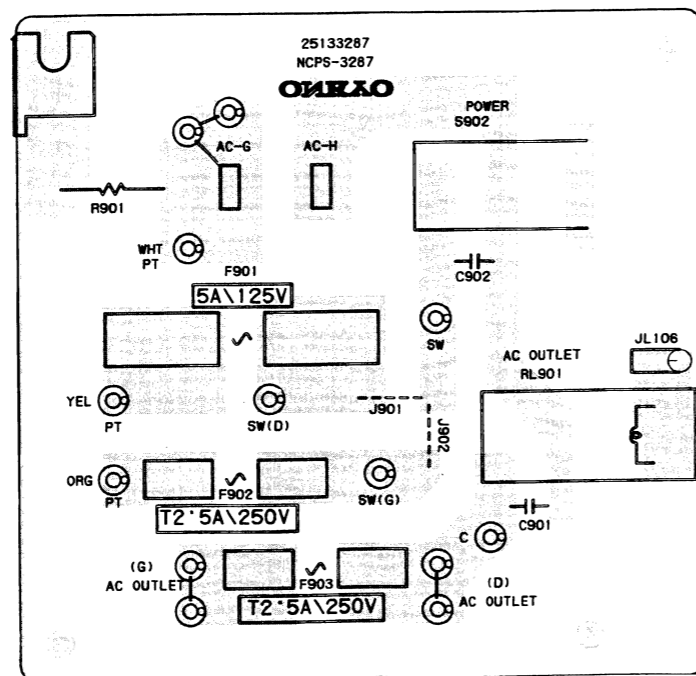 25133287
NCPS-3287
ONKYO
POWER
S902
AC-G
AC-H
R901
WHT
PT
F901
5A\125V
C902
SW
AC OUTLET
RL901
JL106
YEL
PT
SW(D)
J901
J902
ORG
PT
F902
SW(G)
T2·5A\250V
C901
C
(G)
AC OUTLET
F903
(D)
AC OUTLET
T2·5A\250V